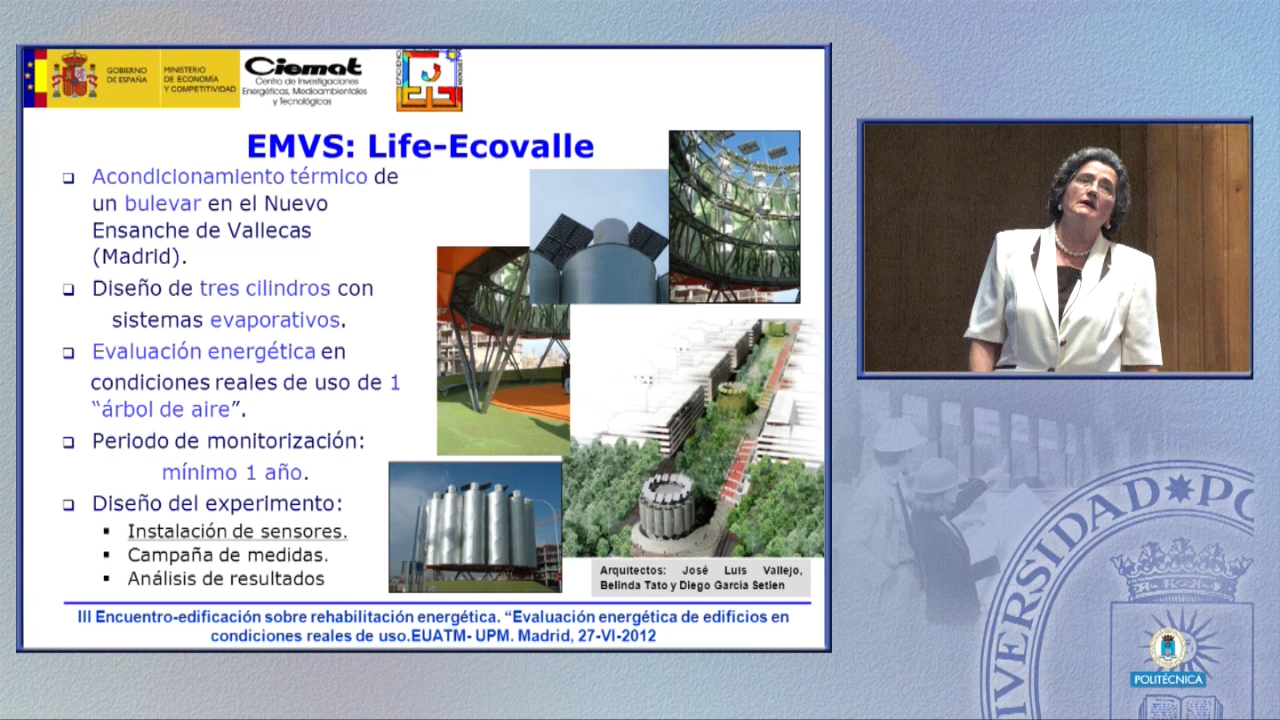 GOBIERNO
DE ESPAÑA
MINISTERIO
DE ECONOMÍA
Y COMPETITIVIDAD
Ciemat
Centro de Investigaciones
Energéticas, Medioambientales
y Tecnológicas
EMVS: Life-Ecovalle
Acondicionamiento térmico de
un bulevar en el Nuevo
Ensanche de Vallecas
(Madrid).
Diseño de tres cilindros con
sistemas evaporativos.
Evaluación energética en
condiciones reales de uso de 1
“árbol de aire”.
Periodo de monitorización:
mínimo 1 año.
Diseño del experimento:
Instalación de sensores.
Campaña de medidas.
Análisis de resultados
Arquitectos: José Luis Vallejo,
Belinda Tato y Diego García Setien
III Encuentro-edificación sobre rehabilitación energética. “Evaluación energética de edificios en
condiciones reales de uso.EUATM- UPM. Madrid, 27-VI-2012
IVERSIDAD PO
POLITÉCNICA